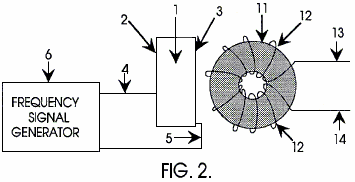 1
2
3
11
12
13
6
4
FREQUENCY
SIGNAL
GENERATOR
5
12
14
FIG. 2.